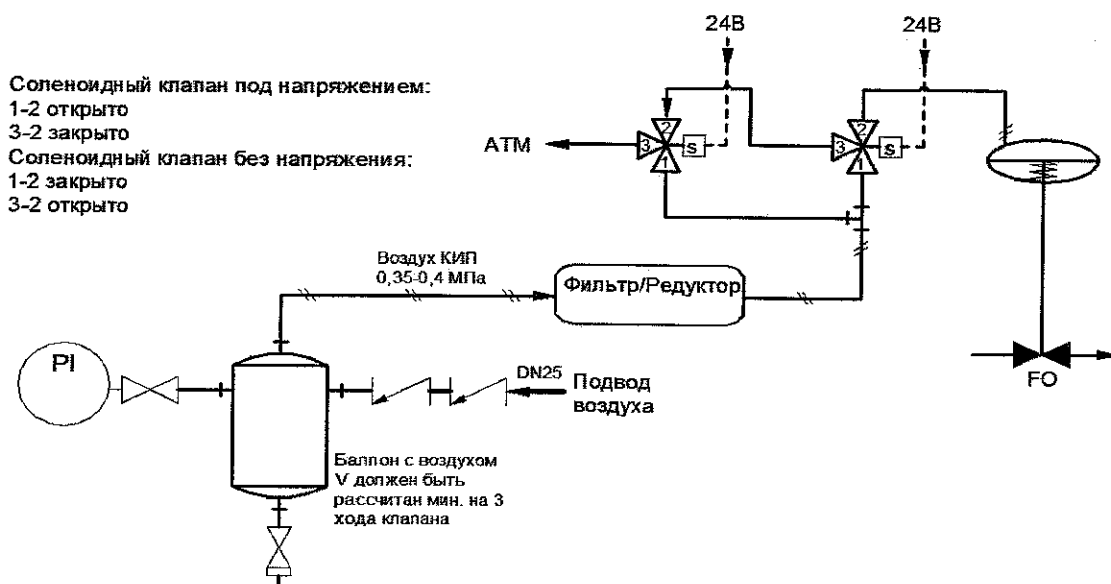 24В
24В
Соленоидный клапан под напряжением:
1-2 открыто
3-2 закрыто
Соленоидный клапан без напряжения:
1-2 закрыто
3-2 открыто
АТМ
2
3
S
1
2
3
S
1
Воздух КИП
0,35-0,4 МПа
Фильтр/Редуктор
PI
DN25
Подвод
воздуха
FO
Баллон с воздухом
V должен быть
рассчитан мин. на 3
хода клапана